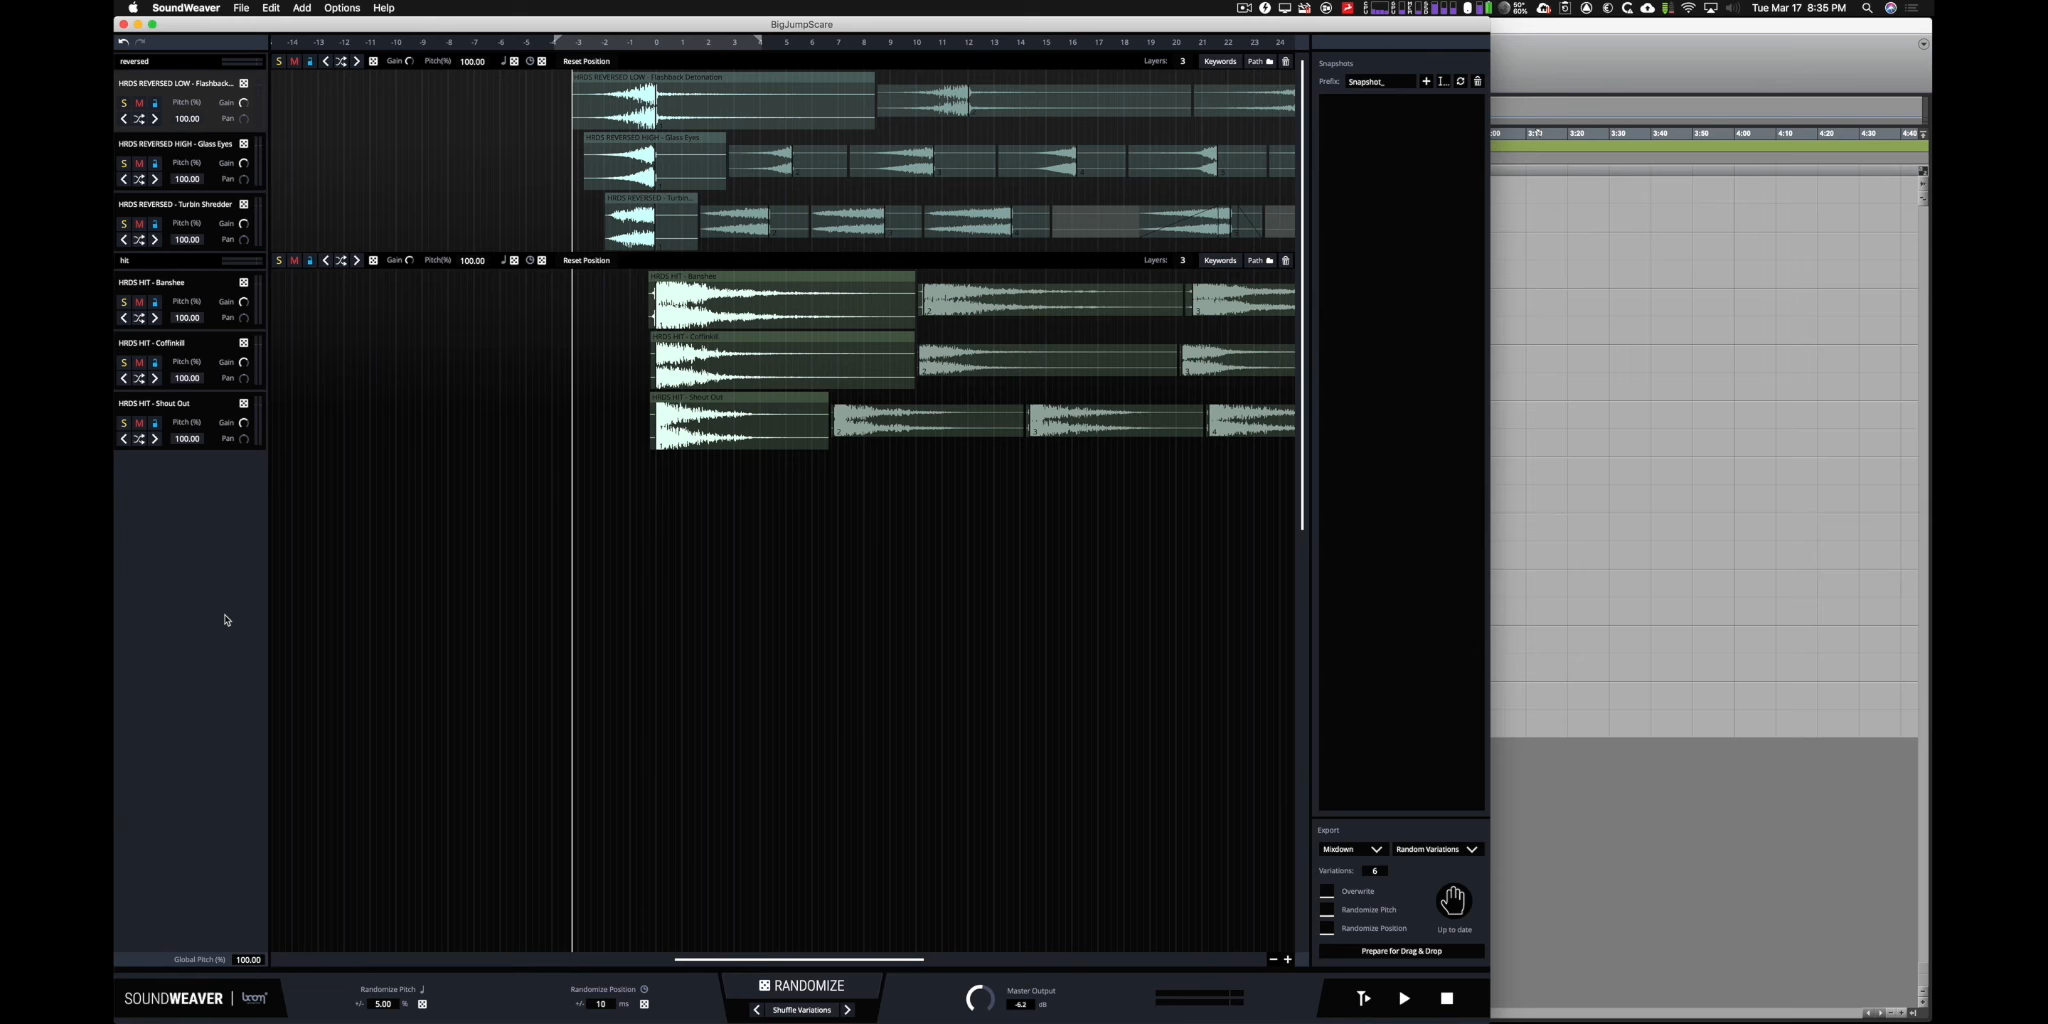 SoundWeaver File Edit Add Options Help
50° 60% Tue Mar 17 8:35 PM
BigJumpScare
-14 -13 -12 -11 -10 -9 -8 -7 -6 -5 -4 -3 -2 -1 0 1 2 3 4 5 6 7 8 9 10 11 12 13 14 15 16 17 18 19 20 21 22 23 24
reversed
S M Gain Pitch(%) 100.00 Reset Position Layers: 3 Keywords Path
Snapshots
Prefix: Snapshot_
HRDS REVERSED LOW - Flashback...
S M Pitch (%) Gain
100.00 Pan
HRDS REVERSED LOW - Flashback Detonation
HRDS REVERSED HIGH - Glass Eyes
S M Pitch (%) Gain
100.00 Pan
HRDS REVERSED HIGH - Glass Eyes
HRDS REVERSED - Turbin Shredder
S M Pitch (%) Gain
100.00 Pan
HRDS REVERSED - Turbin...
hit
S M Gain Pitch(%) 100.00 Reset Position Layers: 3 Keywords Path
HRDS HIT - Banshee
S M Pitch (%) Gain
100.00 Pan
HRDS HIT - Banshee
HRDS HIT - Coffinkill
S M Pitch (%) Gain
100.00 Pan
HRDS HIT - Coffinkill
HRDS HIT - Shout Out
S M Pitch (%) Gain
100.00 Pan
HRDS HIT - Shout Out
3:20 3:30 3:40 3:50 4:00 4:10 4:20 4:30 4:40
Export
Mixdown Random Variations
Variations: 6
Overwrite
Randomize Pitch
Randomize Position
Up to date
Prepare for Drag & Drop
Global Pitch (%) 100.00
SOUNDWEAVER | boom
Randomize Pitch
+/- 5.00 %
Randomize Position
+/- 10 ms
RANDOMIZE
Shuffle Variations
Master Output
-6.2 dB